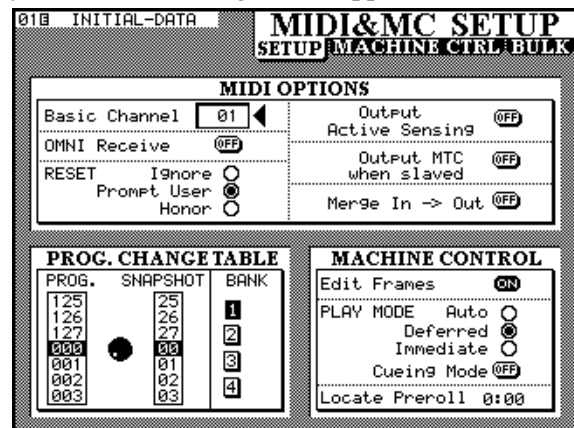 01B INITIAL-DATA
MIDI&MC SETUP
SETUP MACHINE CTRL BULK
MIDI OPTIONS
Basic Channel 01
OMNI Receive OFF
RESET Ignore
Prompt User
Honor
Output
Active Sensing OFF
Output MTC
when slaved OFF
Merge In -> Out OFF
PROG. CHANGE TABLE
PROG. SNAPSHOT BANK
125 25
126 26 1
127 27
000 00 2
001 01 3
002 02
003 03 4
MACHINE CONTROL
Edit Frames ON
PLAY MODE Auto
Deferred
Immediate
Cueing Mode OFF
Locate Preroll 0:00